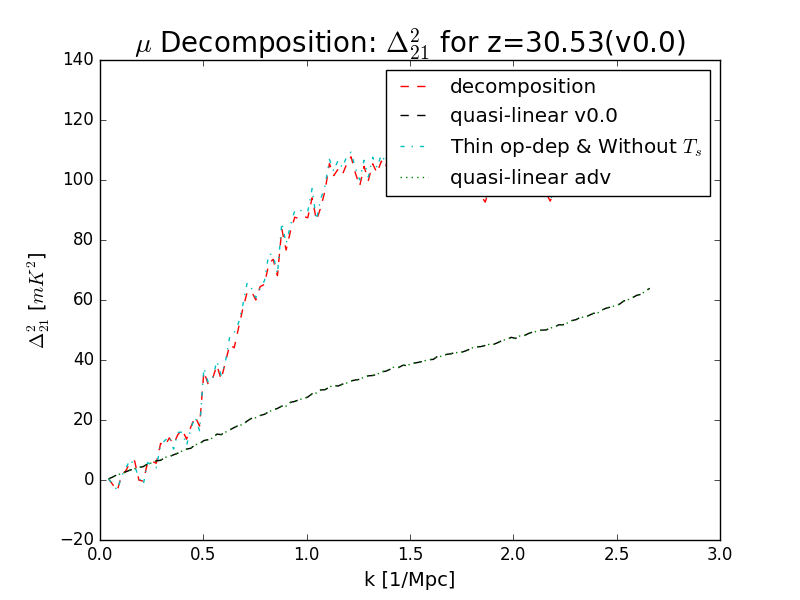 μ Decomposition: Δ²₂₁ for z=30.53(v0.0)
140
120
100
80
60
40
20
0
−20
Δ²₂₁ [mK²]
decomposition
quasi-linear v0.0
Thin op-dep & Without Tₛ
quasi-linear adv
0.0 0.5 1.0 1.5 2.0 2.5 3.0
k [1/Mpc]